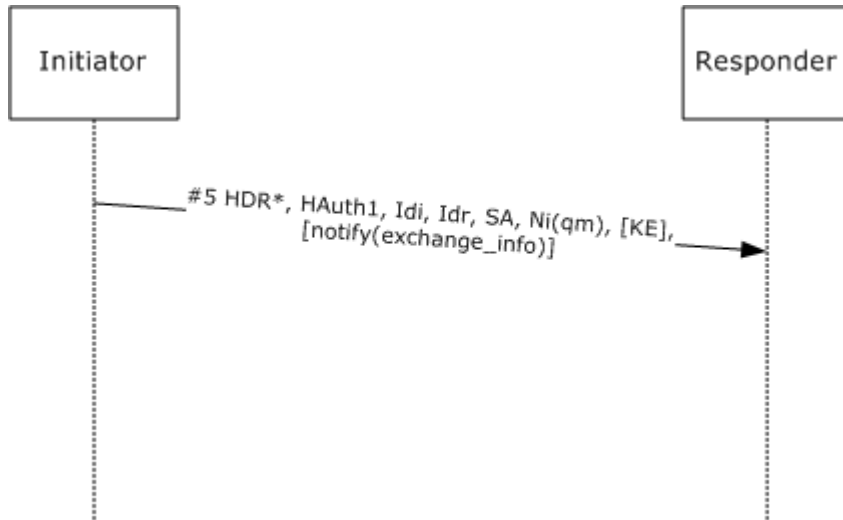 Initiator
Responder
#5 HDR*, HAuth1, Idi, Idr, SA, Ni(qm), [KE],
[notify(exchange_info)]